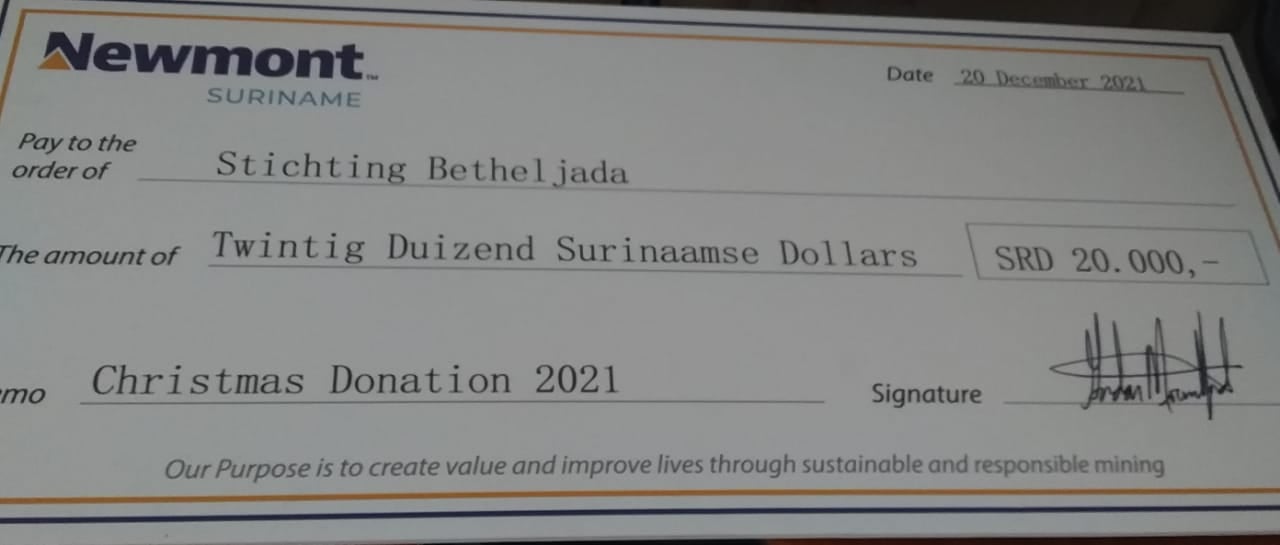 Newmont™
SURINAME
Date 20 December 2021
Pay to the
order of Stichting Betheljada
The amount of Twintig Duizend Surinaamse Dollars SRD 20.000,-
mo Christmas Donation 2021
Signature
Our Purpose is to create value and improve lives through sustainable and responsible mining